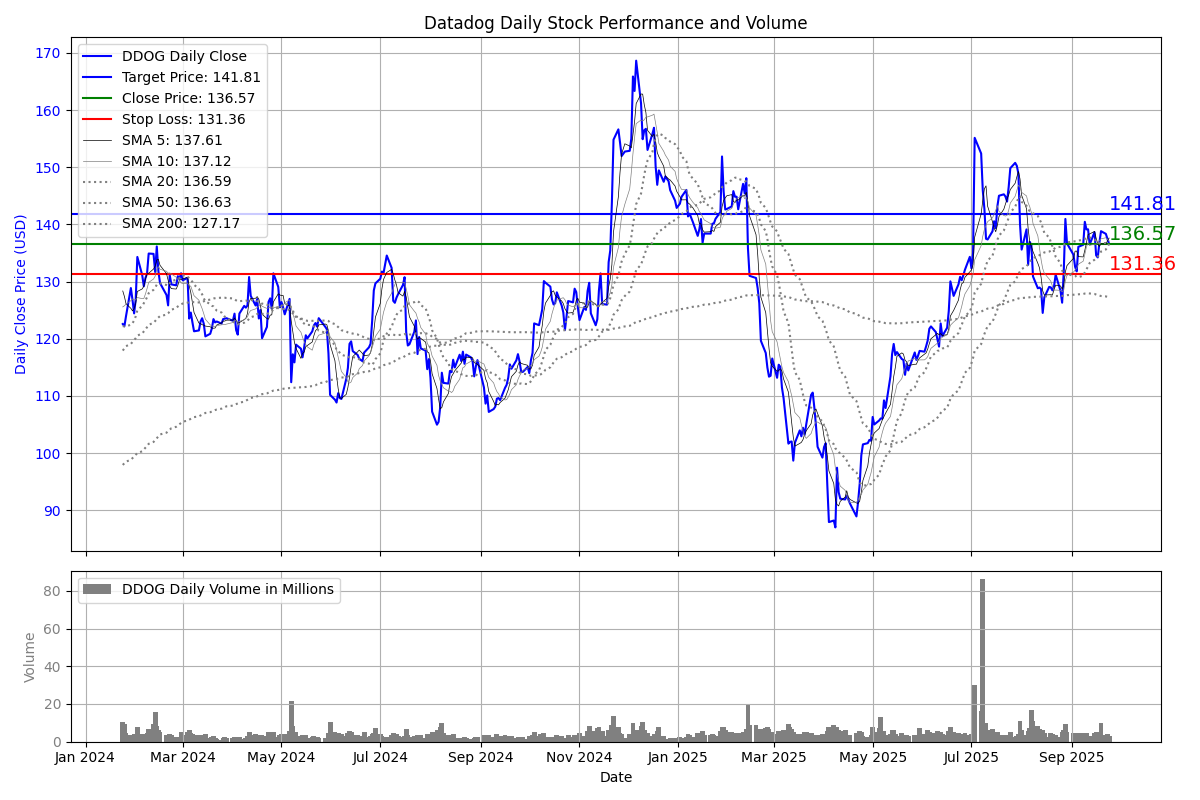 Datadog Daily Stock Performance and Volume
170
160
150
140
130
120
110
100
90
Daily Close Price (USD)
DDOG Daily Close
Target Price: 141.81
Close Price: 136.57
Stop Loss: 131.36
SMA 5: 137.61
SMA 10: 137.12
SMA 20: 136.59
SMA 50: 136.63
SMA 200: 127.17
141.81
136.57
131.36
80
60
40
20
0
Volume
DDOG Daily Volume in Millions
Jan 2024
Mar 2024
May 2024
Jul 2024
Sep 2024
Nov 2024
Jan 2025
Mar 2025
May 2025
Jul 2025
Sep 2025
Date